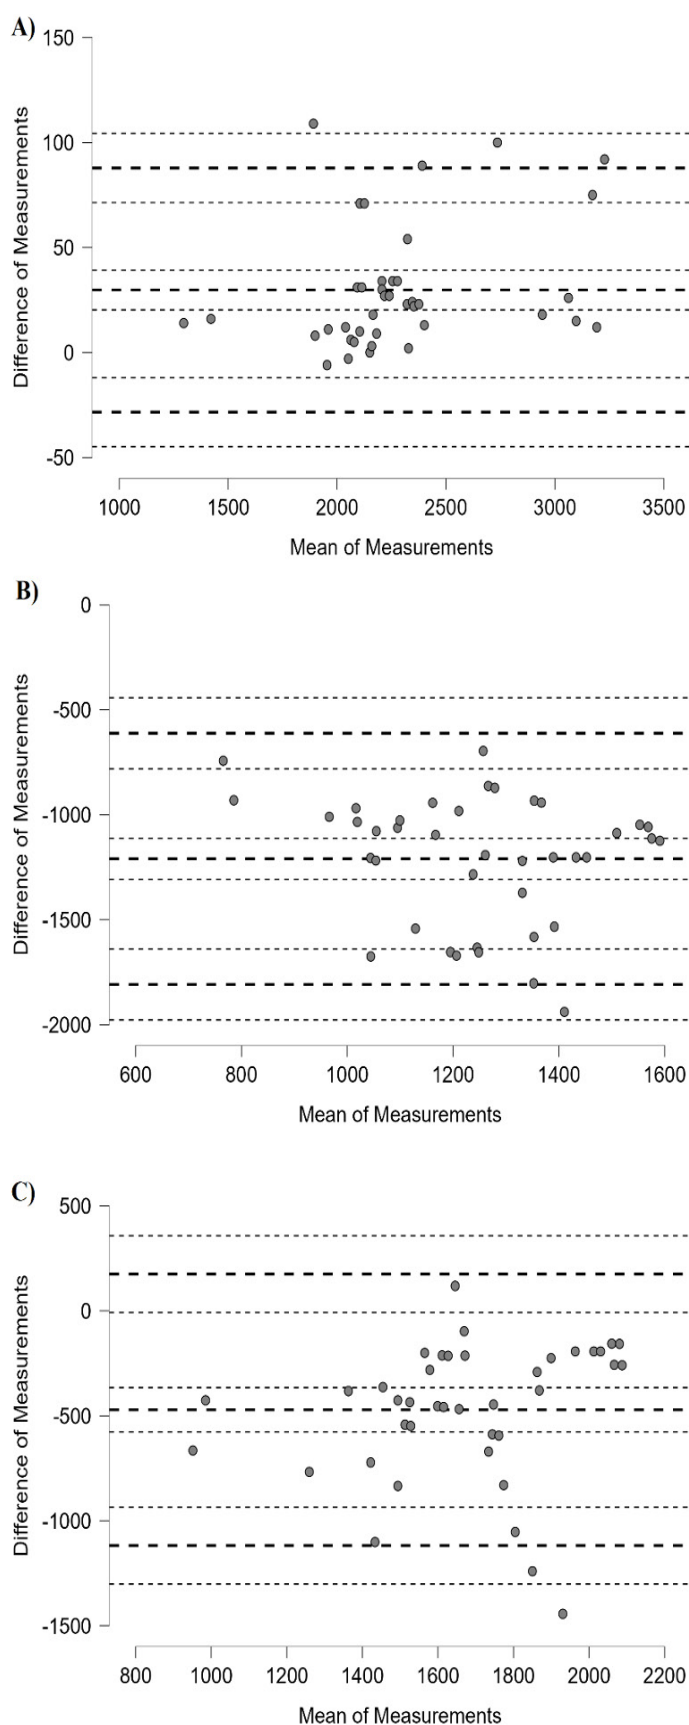 A)
150
100
50
0
-50
Difference of Measurements
1000 1500 2000 2500 3000 3500
Mean of Measurements
B)
0
-500
-1000
-1500
-2000
Difference of Measurements
600 800 1000 1200 1400 1600
Mean of Measurements
C)
500
0
-500
-1000
-1500
Difference of Measurements
800 1000 1200 1400 1600 1800 2000 2200
Mean of Measurements